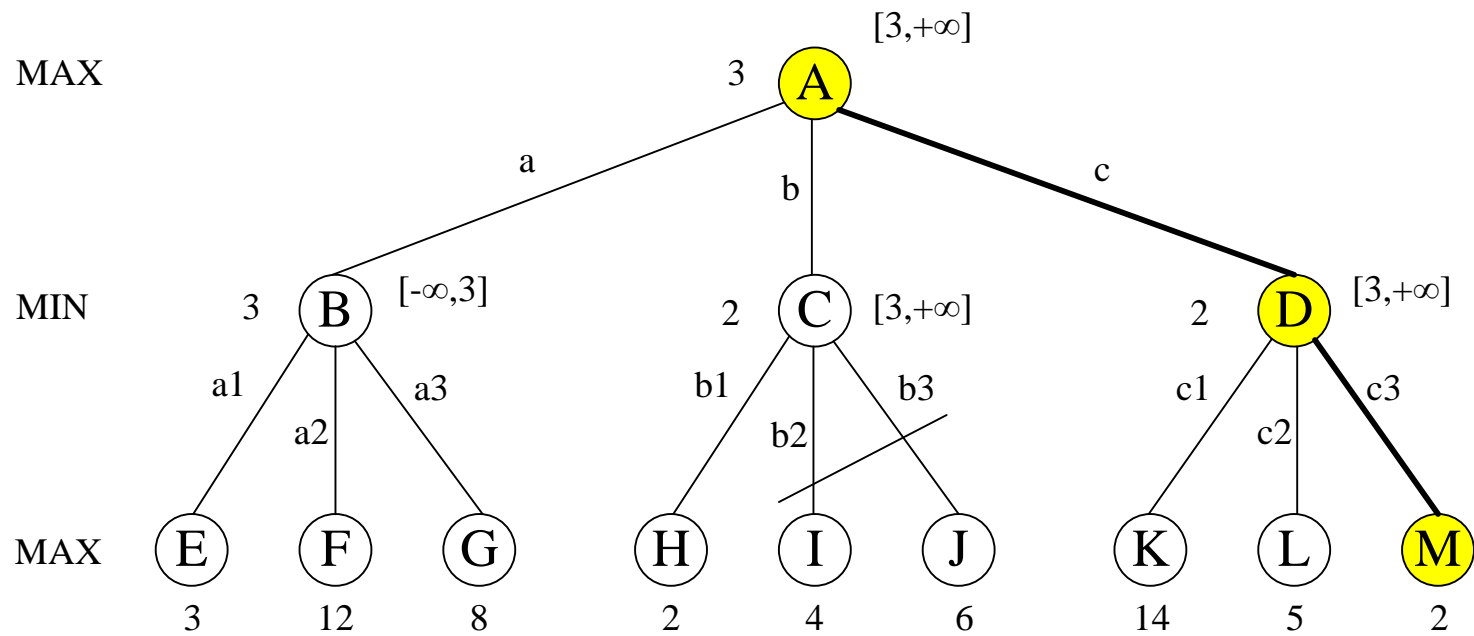 [3,+∞]
MAX 3 A
a b c
MIN 3 B [-∞,3] 2 C [3,+∞] 2 D [3,+∞]
a1 a2 a3 b1 b2 b3 c1 c2 c3
MAX E F G H I J K L M
3 12 8 2 4 6 14 5 2